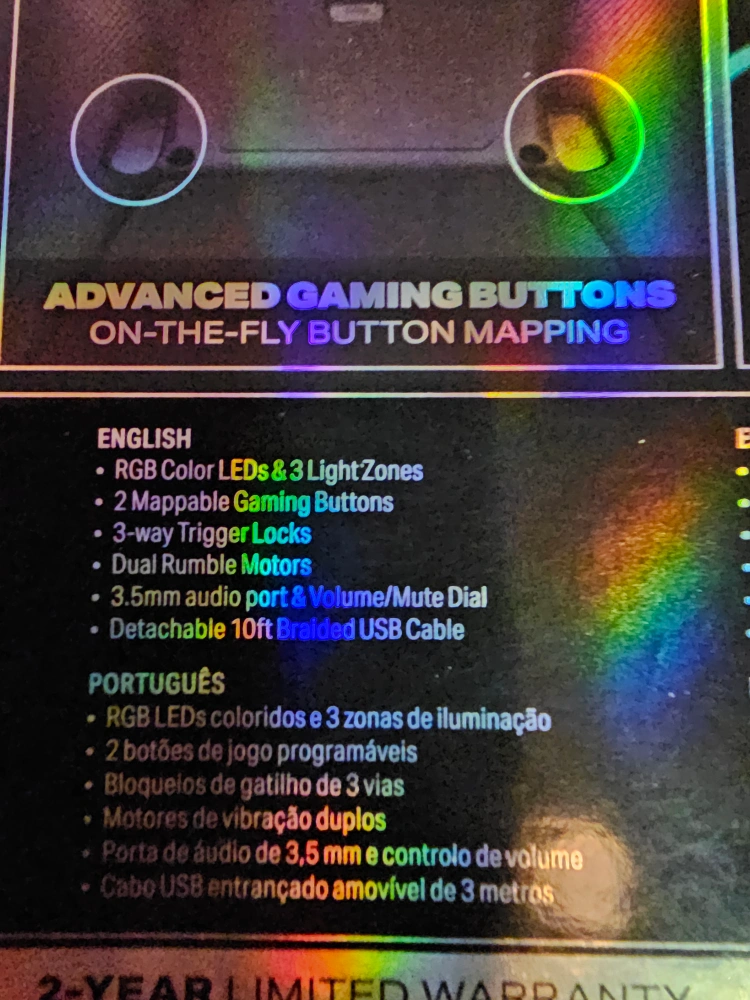 ADVANCED GAMING BUTTONS
ON-THE-FLY BUTTON MAPPING
ENGLISH
• RGB Color LEDs & 3 Light Zones
• 2 Mappable Gaming Buttons
• 3-way Trigger Locks
• Dual Rumble Motors
• 3.5mm audio port & Volume/Mute Dial
• Detachable 10ft Braided USB Cable
PORTUGUÊS
• RGB LEDs coloridos e 3 zonas de iluminação
• 2 botões de jogo programáveis
• Bloqueios de gatilho de 3 vias
• Motores de vibração duplos
• Porta de áudio de 3,5 mm e controlo de volume
• Cabo USB entrançado amovível de 3 metros
2-YEAR LIMITED WARRANTY